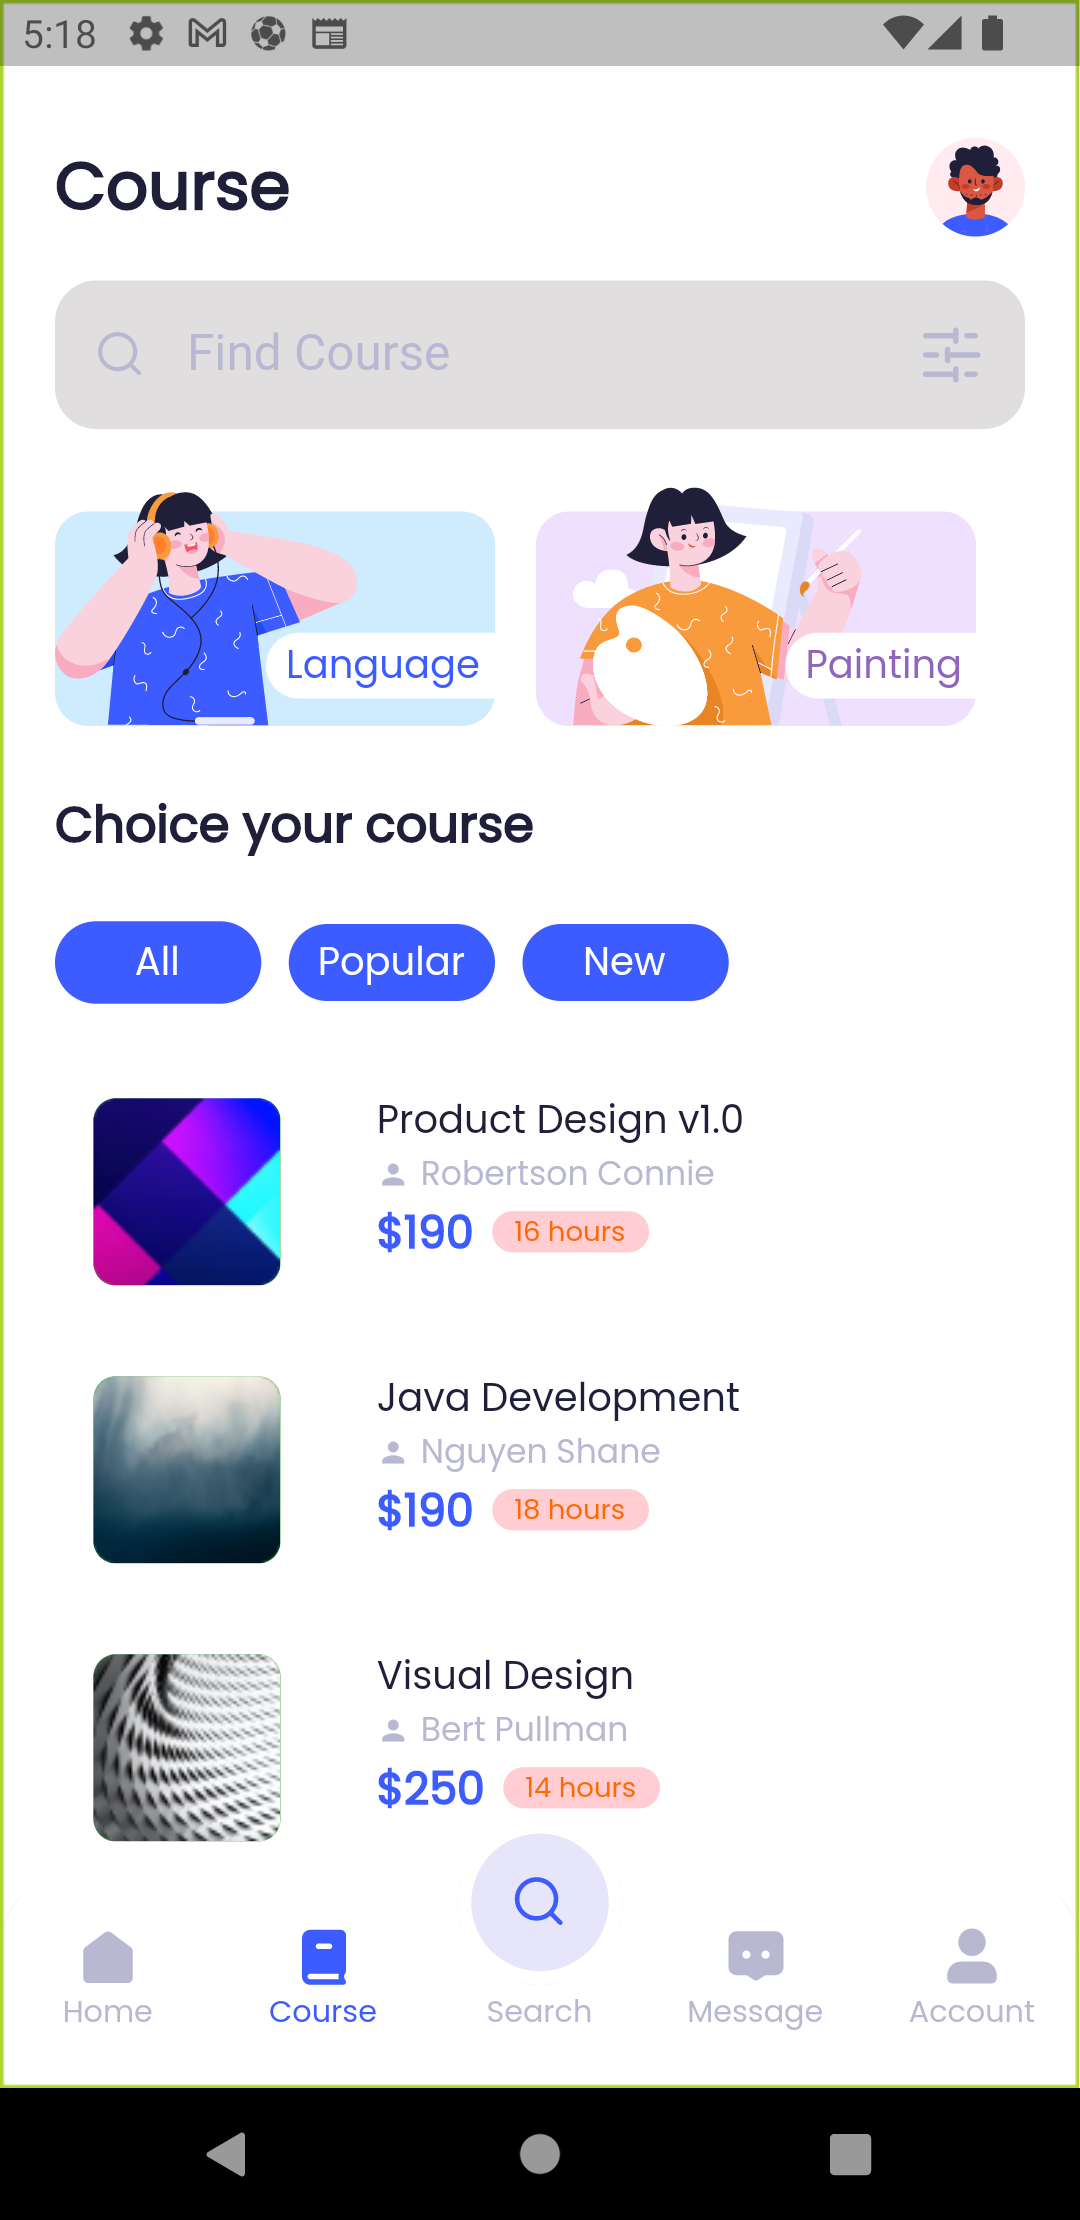 5:18
Course
Find Course
Language
Painting
Choice your course
All
Popular
New
Product Design v1.0
Robertson Connie
$190 16 hours
Java Development
Nguyen Shane
$190 18 hours
Visual Design
Bert Pullman
$250 14 hours
Home
Course
Search
Message
Account